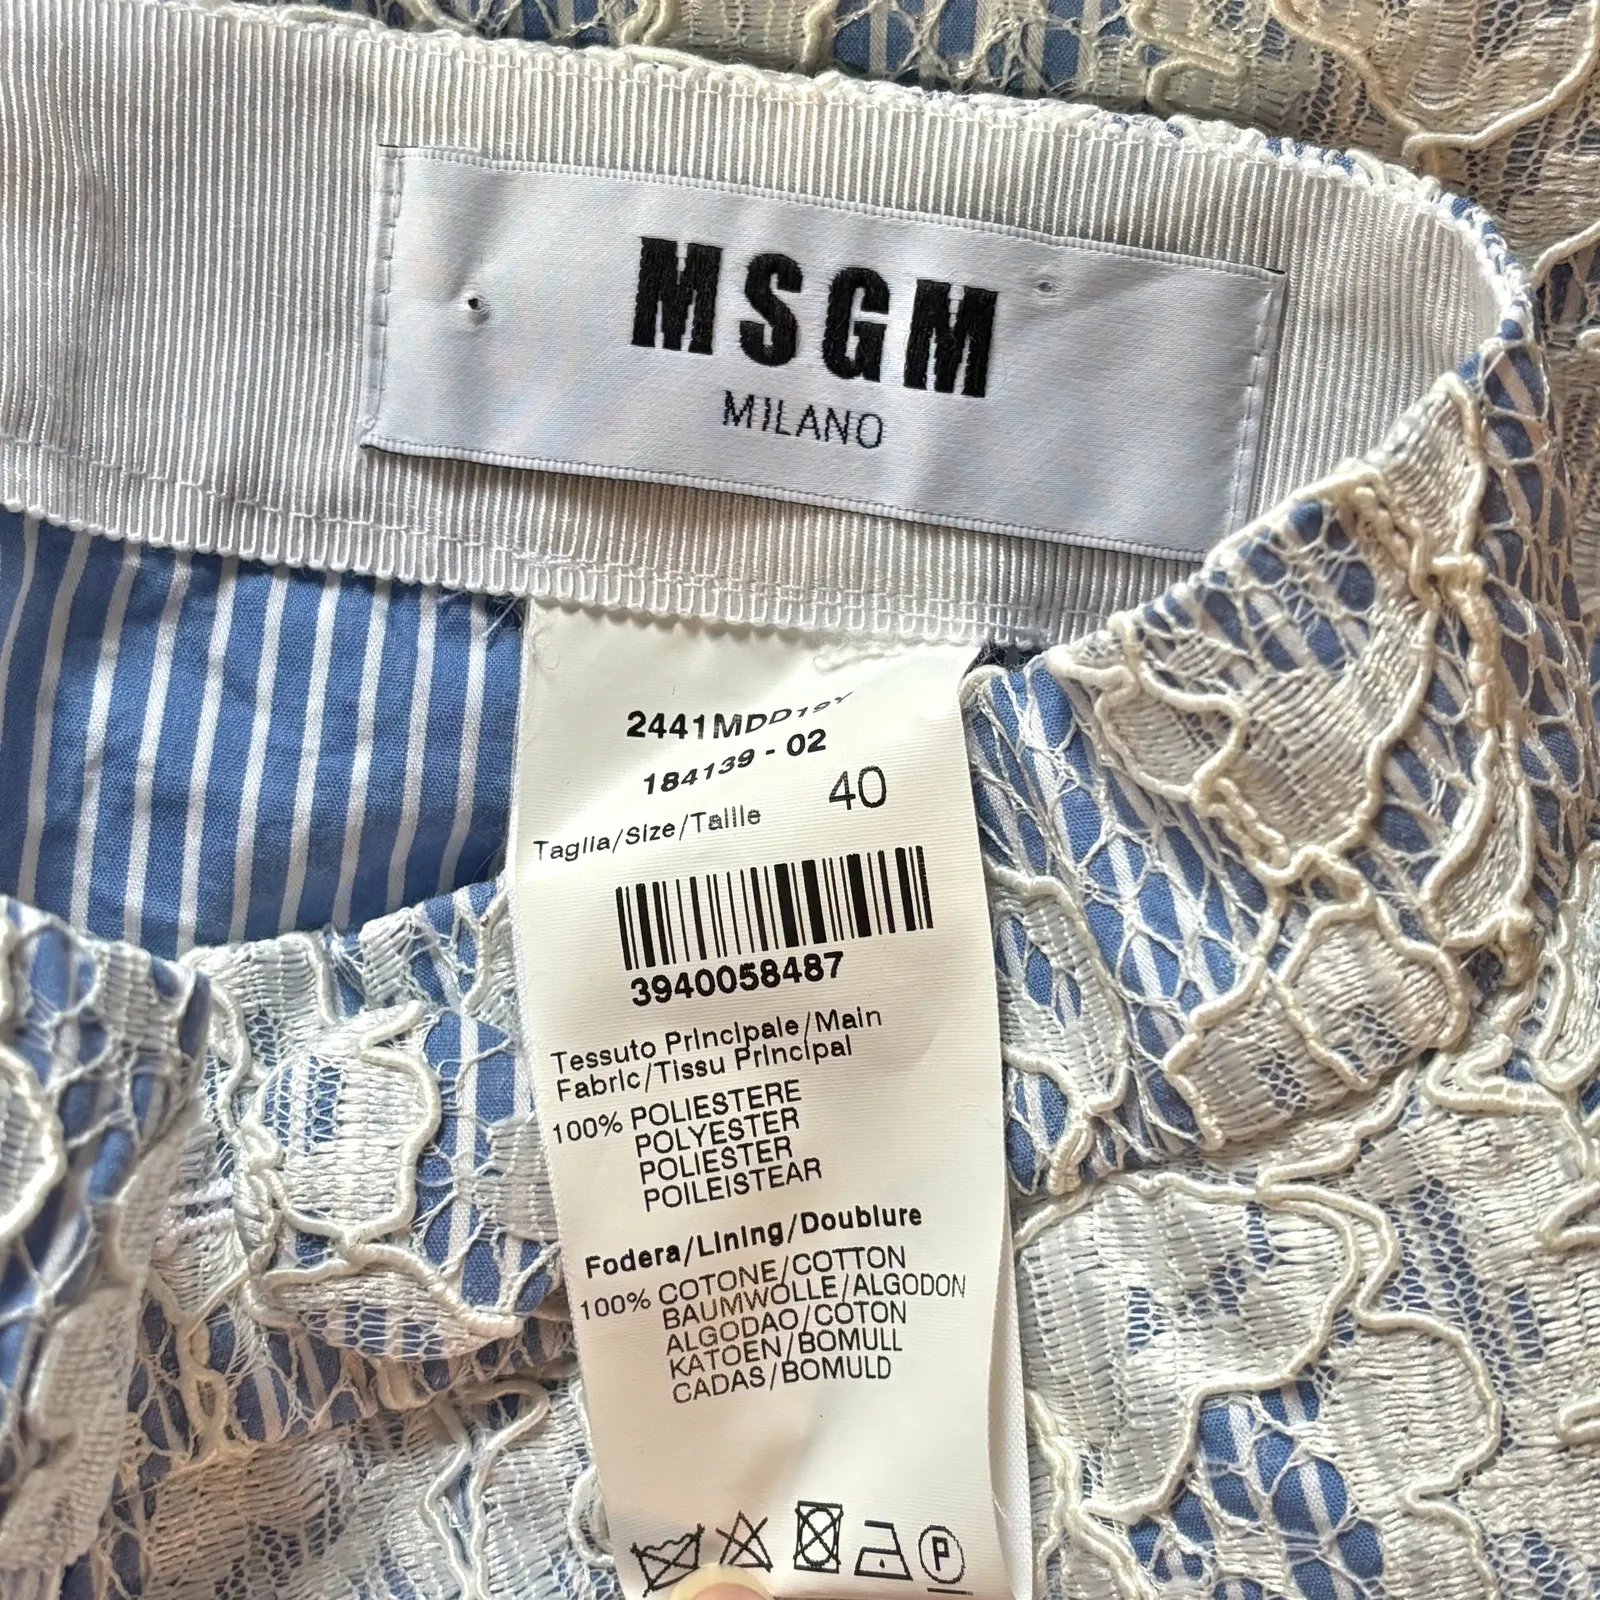 MSGM
MILANO
2441MDD19Y
184139 - 02
Taglia/Size/Taille 40
3940058487
Tessuto Principale/Main
Fabric/Tissu Principal
100% POLIESTERE
POLYESTER
POLIESTER
POILEISTEAR
Fodera/Lining/Doublure
100% COTONE/COTTON
BAUMWOLLE/ALGODON
ALGODAO/COTON
KATOEN/BOMULL
CADAS/BOMULD
P